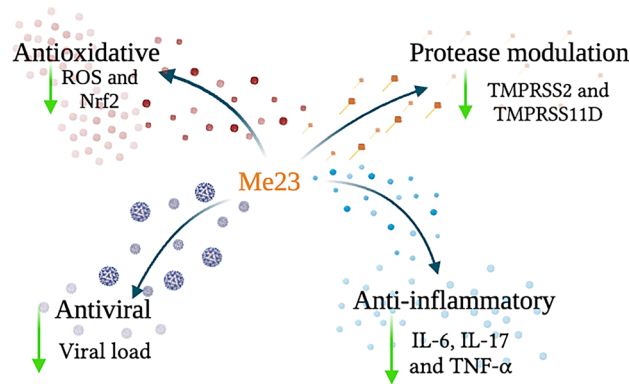 Antioxidative
ROS and
Nrf2
Protease modulation
TMPRSS2 and
TMPRSS11D
Me23
Antiviral
Viral load
Anti-inflammatory
IL-6, IL-17
and TNF-α